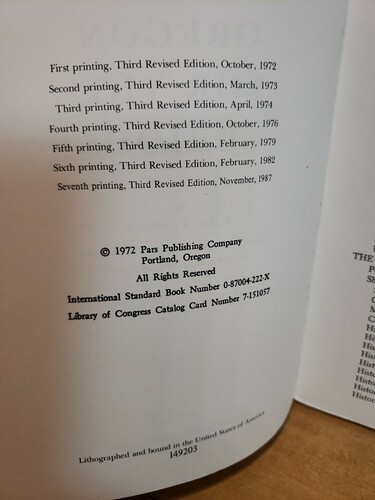 First printing, Third Revised Edition, October, 1972
Second printing, Third Revised Edition, March, 1973
Third printing, Third Revised Edition, April, 1974
Fourth printing, Third Revised Edition, October, 1976
Fifth printing, Third Revised Edition, February, 1979
Sixth printing, Third Revised Edition, February, 1982
Seventh printing, Third Revised Edition, November, 1987
© 1972 Pars Publishing Company
Portland, Oregon
All Rights Reserved
International Standard Book Number 0-87004-222-X
Library of Congress Catalog Card Number 7-151057
Lithographed and bound in the United States of America
149203
THE